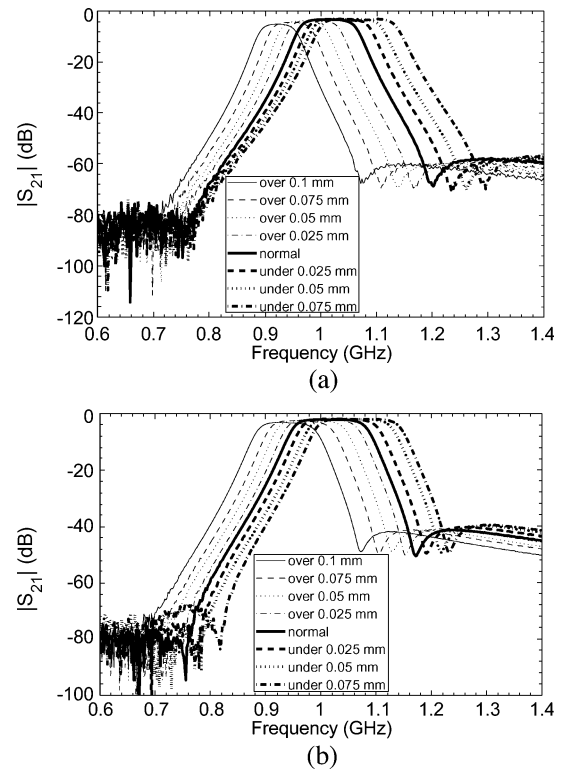 0
-20
-40
-60
-80
-100
-120
|S21| (dB)
over 0.1 mm
over 0.075 mm
over 0.05 mm
over 0.025 mm
normal
under 0.025 mm
under 0.05 mm
under 0.075 mm
0.6 0.7 0.8 0.9 1 1.1 1.2 1.3 1.4
Frequency (GHz)
(a)
0
-20
-40
-60
-80
-100
|S21| (dB)
over 0.1 mm
over 0.075 mm
over 0.05 mm
over 0.025 mm
normal
under 0.025 mm
under 0.05 mm
under 0.075 mm
0.6 0.7 0.8 0.9 1 1.1 1.2 1.3 1.4
Frequency (GHz)
(b)